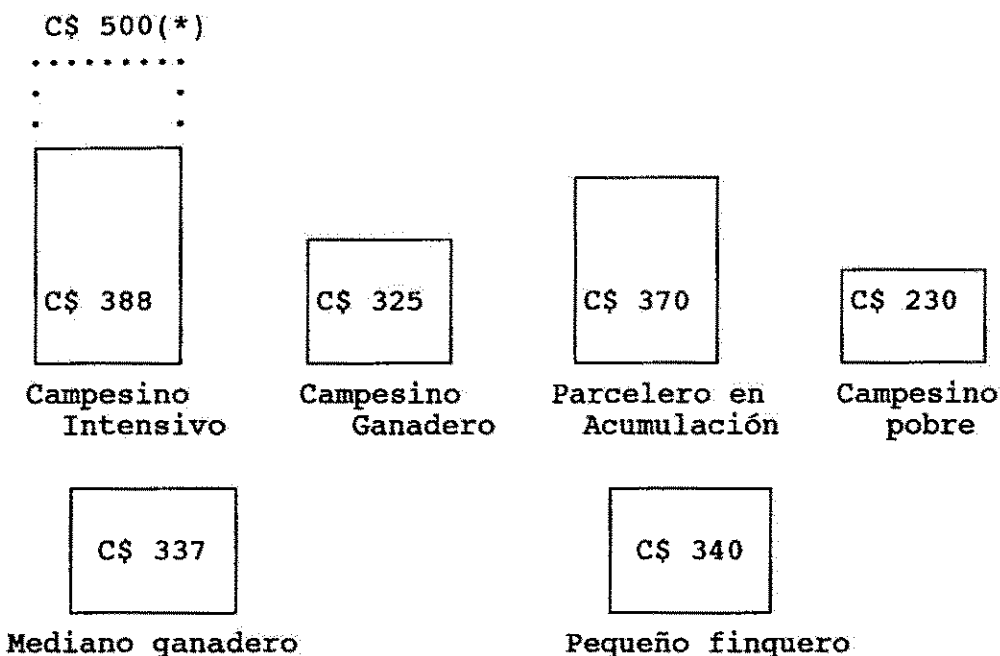 C$ 500(*)
C$ 388 C$ 325 C$ 370 C$ 230
Campesino Campesino Parcelero en Campesino
Intensivo Ganadero Acumulación pobre
C$ 337 C$ 340
Mediano ganadero Pequeño finquero